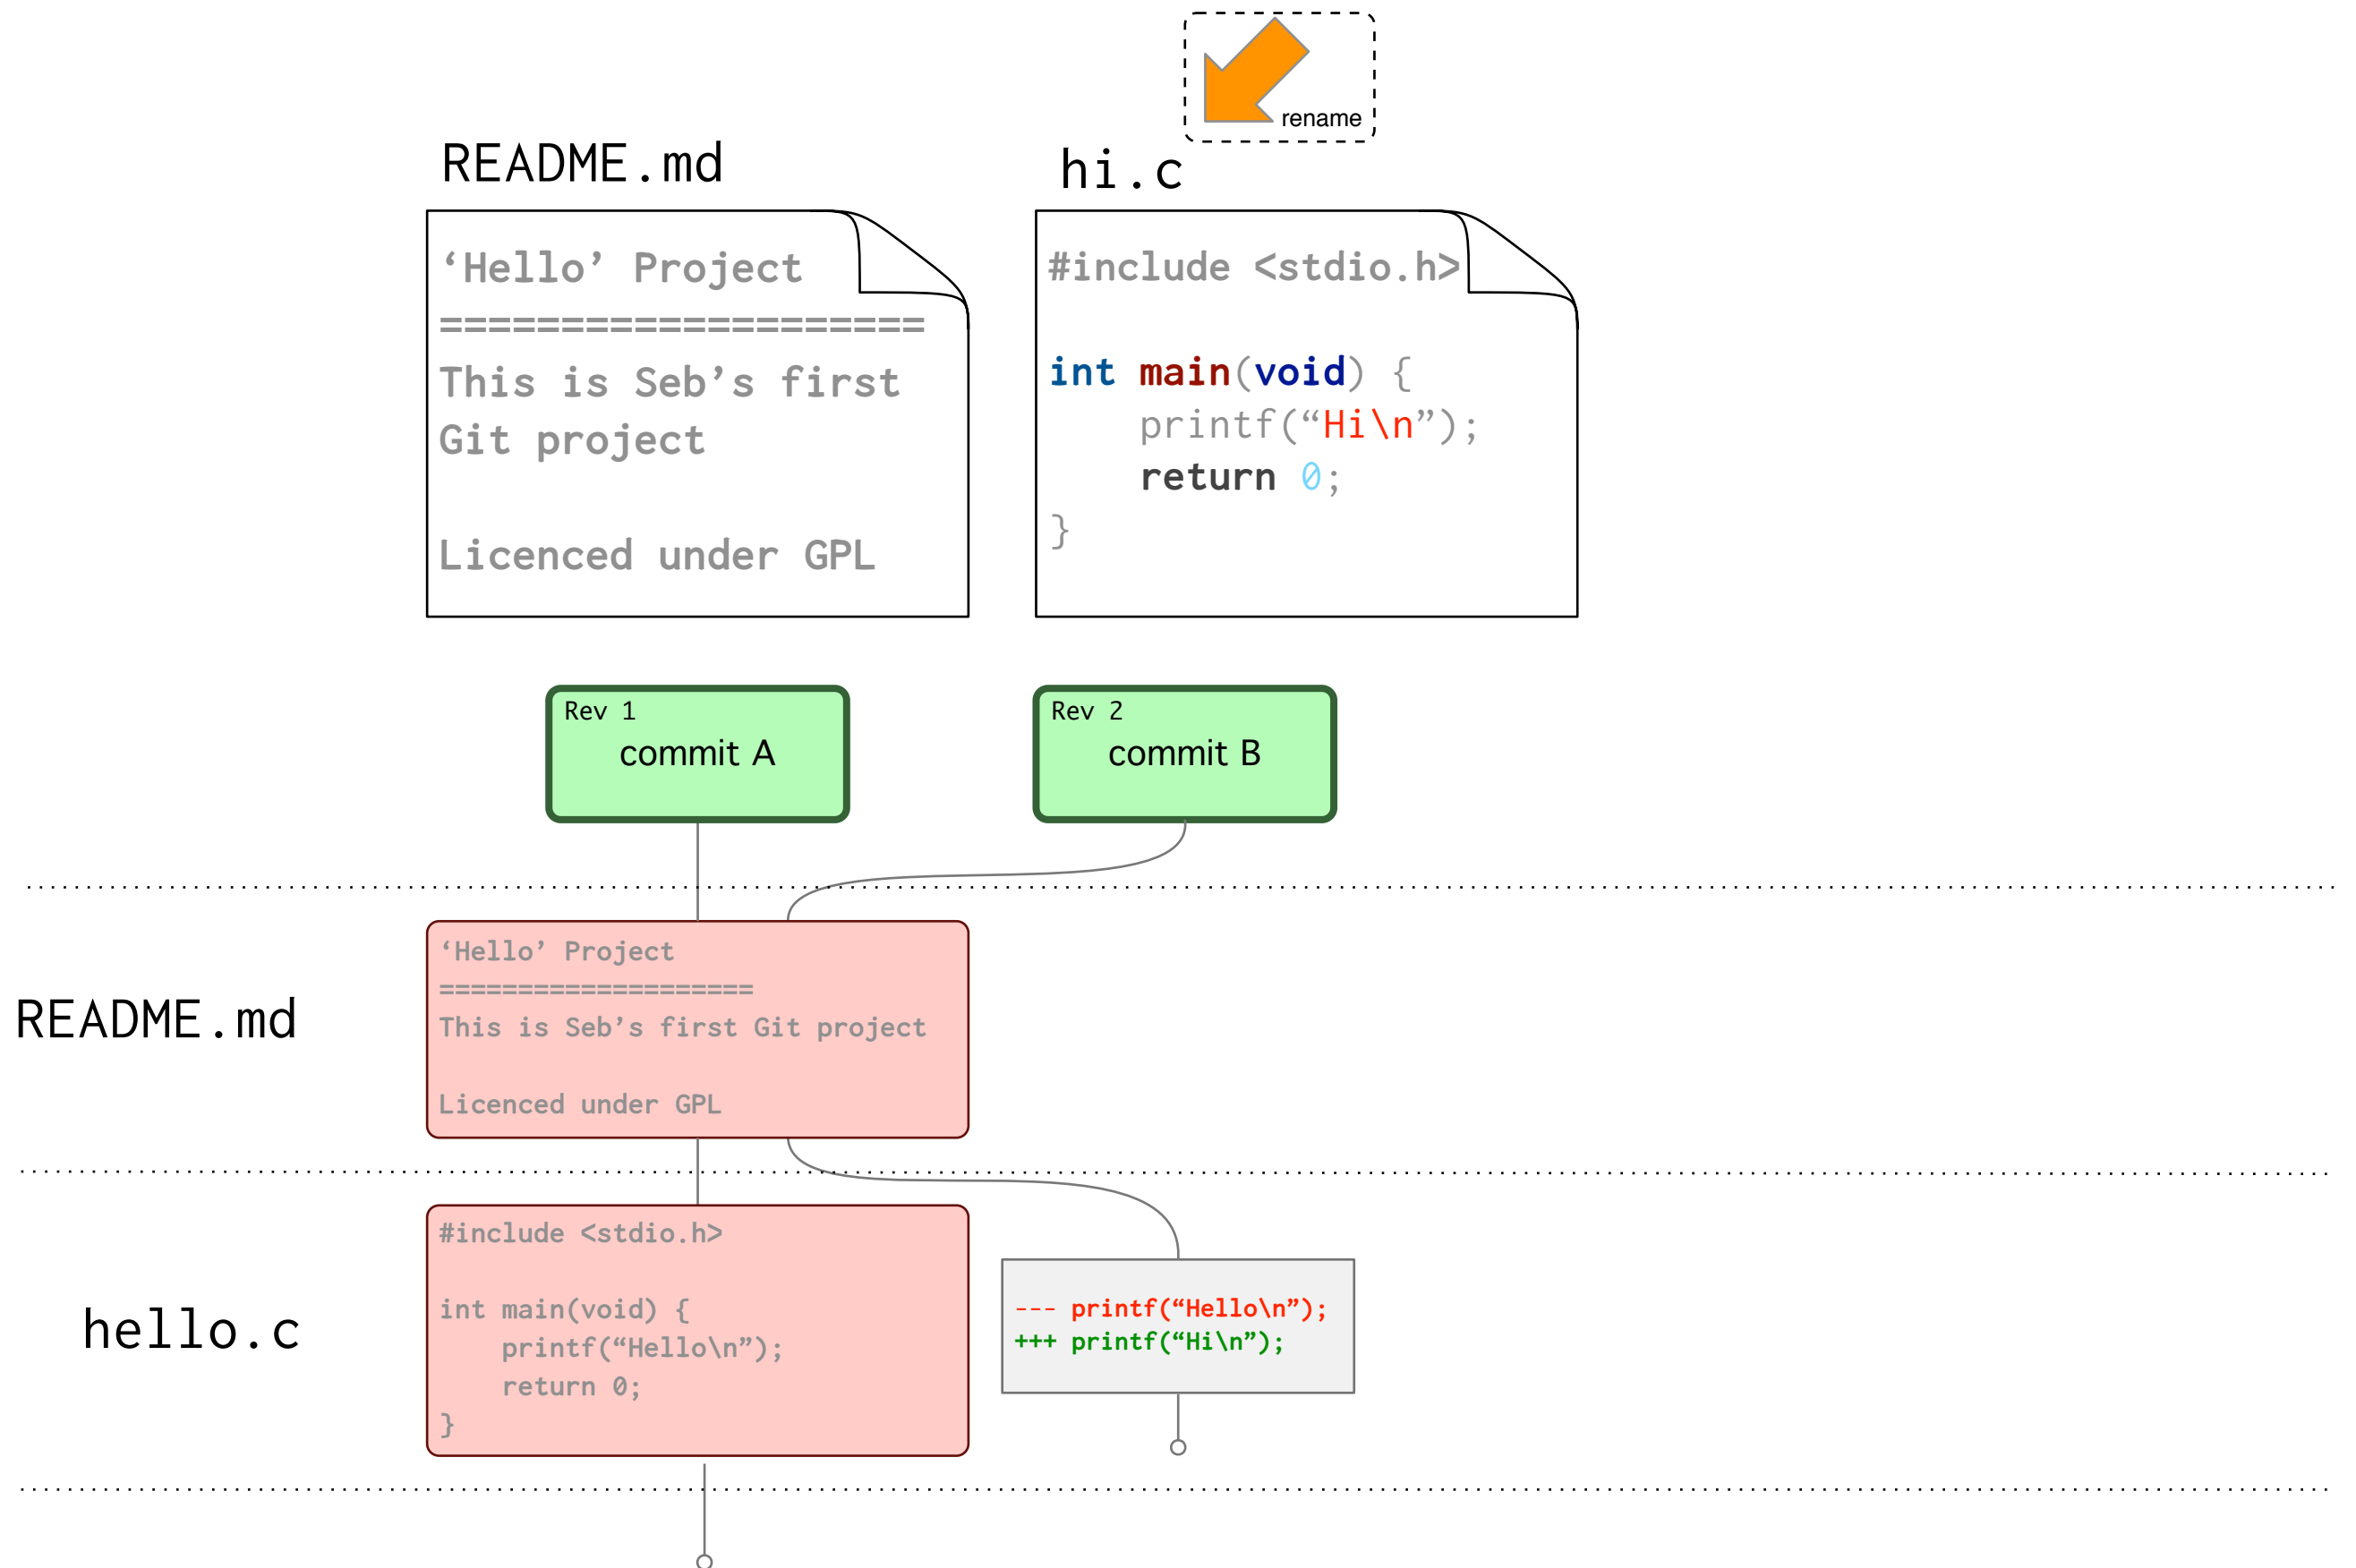 rename
README.md
hi.c
‘Hello’ Project
====================
This is Seb’s first
Git project
Licenced under GPL
#include <stdio.h>
int main(void) {
    printf(“Hi\n”);
    return 0;
}
Rev 1
commit A
Rev 2
commit B
README.md
‘Hello’ Project
====================
This is Seb’s first Git project
Licenced under GPL
hello.c
#include <stdio.h>
int main(void) {
    printf(“Hello\n”);
    return 0;
}
--- printf(“Hello\n”);
+++ printf(“Hi\n”);